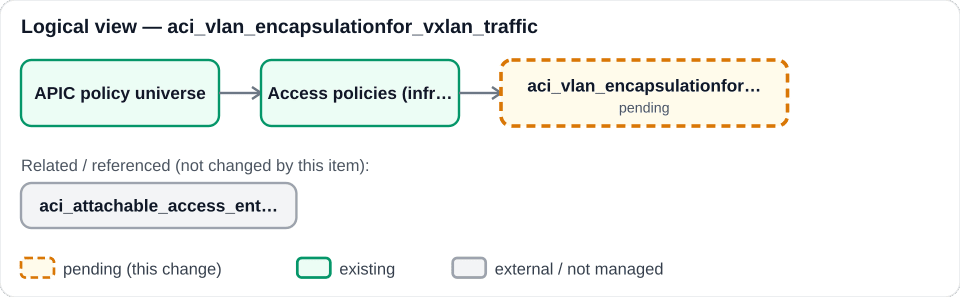 Logical view — aci_vlan_encapsulationfor_vxlan_traffic
APIC policy universe
Access policies (infr…
aci_vlan_encapsulationfor…
pending
Related / referenced (not changed by this item):
aci_attachable_access_ent…
pending (this change)
existing
external / not managed